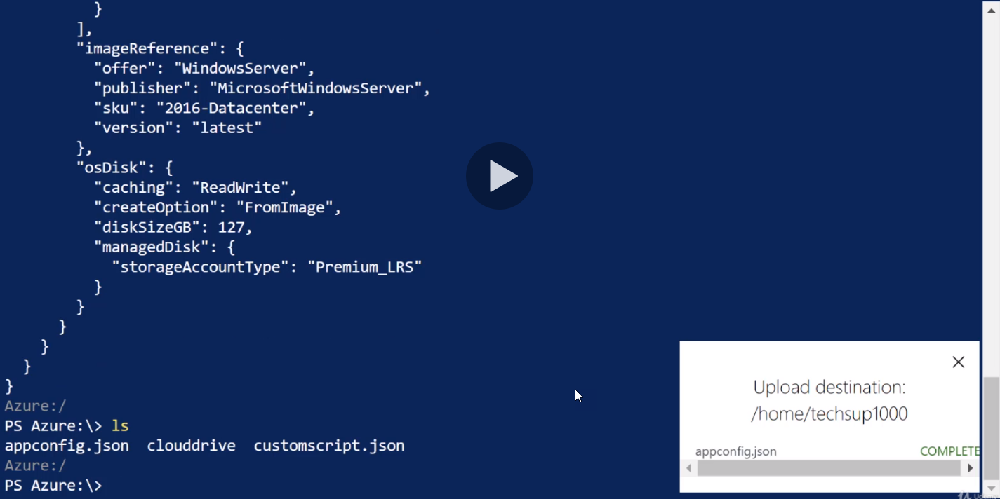 }
],
"imageReference": {
"offer": "WindowsServer",
"publisher": "MicrosoftWindowsServer",
"sku": "2016-Datacenter",
"version": "latest"
},
"osDisk": {
"caching": "ReadWrite",
"createOption": "FromImage",
"diskSizeGB": 127,
"managedDisk": {
"storageAccountType": "Premium_LRS"
}
}
}
}
}
}
Azure:/
PS Azure:\> ls
appconfig.json  clouddrive  customscript.json
Azure:/
PS Azure:\>
Upload destination:
/home/techsup1000
appconfig.json COMPLETE